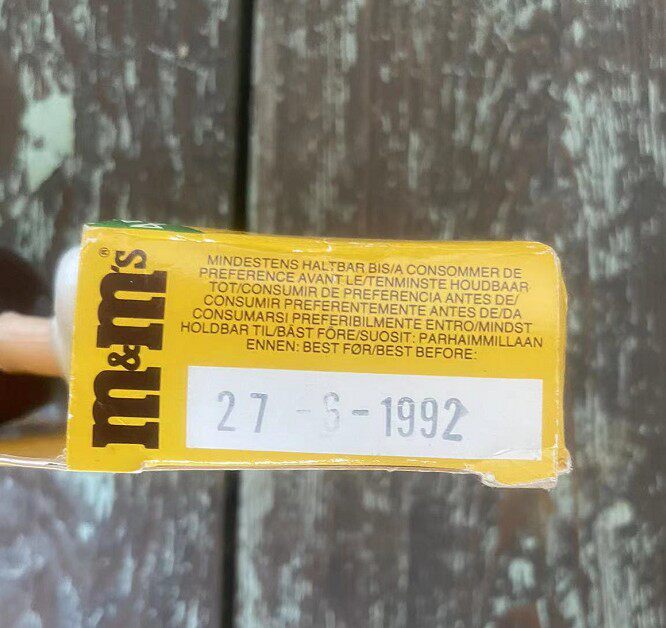 m&m's®
MINDESTENS HALTBAR BIS/A CONSOMMER DE
PREFERENCE AVANT LE/TENMINSTE HOUDBAAR
TOT/CONSUMIR DE PREFERENCIA ANTES DE/
CONSUMIR PREFERENTEMENTE ANTES DE/DA
CONSUMARSI PREFERIBILMENTE ENTRO/MINDST
HOLDBAR TIL/BÄST FÖRE/SUOSIT: PARHAIMMILLAAN
ENNEN: BEST FØR/BEST BEFORE:
27 -6-1992